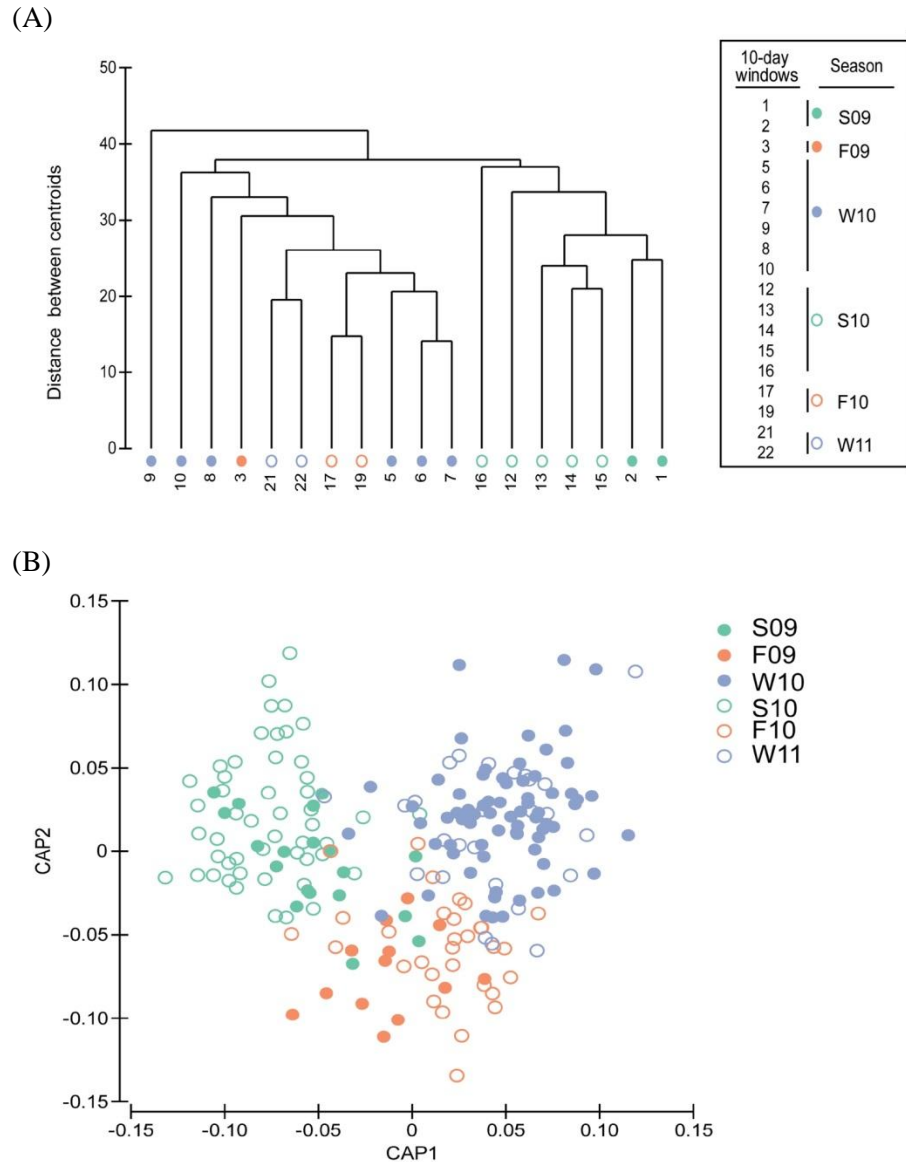 (A)
Distance between centroids
50
40
30
20
10
0
9 10 8 3 21 22 17 19 5 6 7 16 12 13 14 15 2 1
10-day windows Season
1
2
S09
3 F09
5
6
7
9
8
10
W10
12
13
14
15
16
S10
17
19
F10
21
22
W11
(B)
CAP2
0.15
0.10
0.05
0
-0.05
-0.10
-0.15
-0.15 -0.10 -0.05 0 0.05 0.10 0.15
CAP1
S09
F09
W10
S10
F10
W11